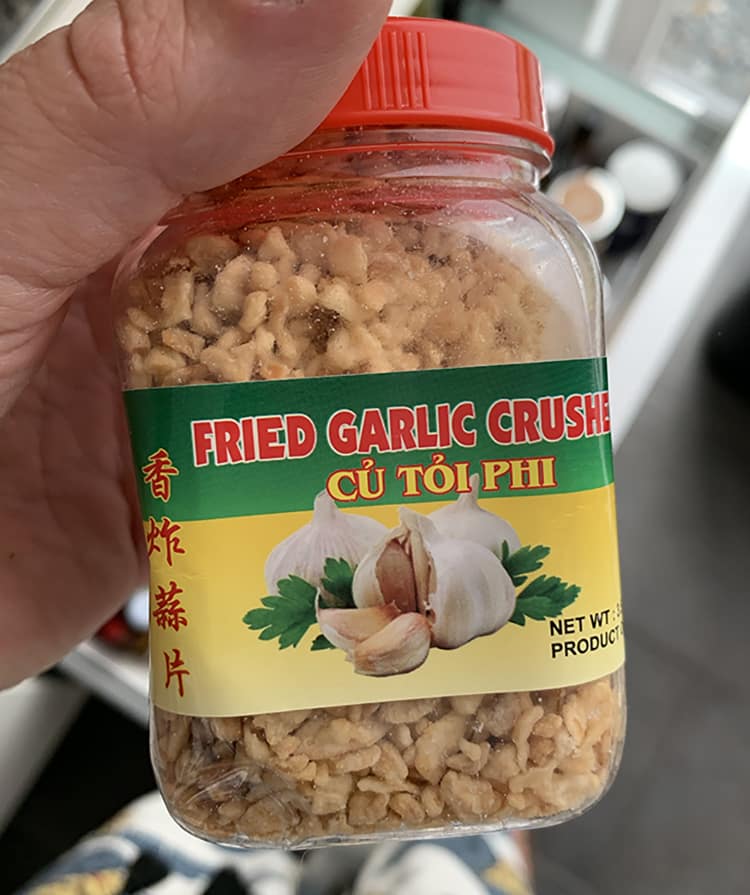 FRIED GARLIC CRUSHE
CỦ TỎI PHI
香炸蒜片
NET WT :
PRODUCT